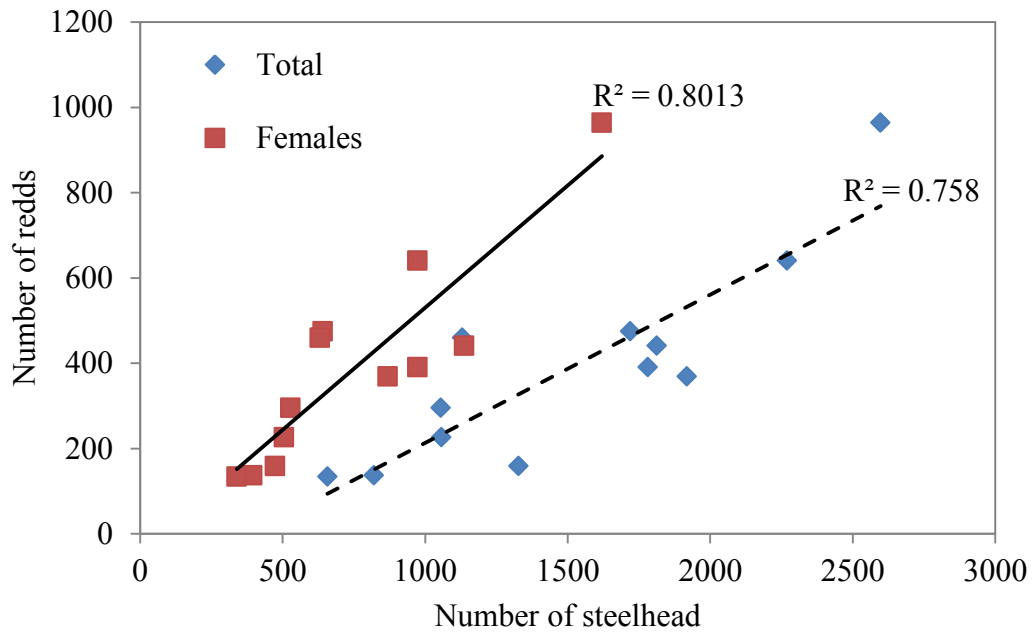 1200
1000
800
600
400
200
0
Number of redds
Total
Females
R² = 0.8013
R² = 0.758
0 500 1000 1500 2000 2500 3000
Number of steelhead